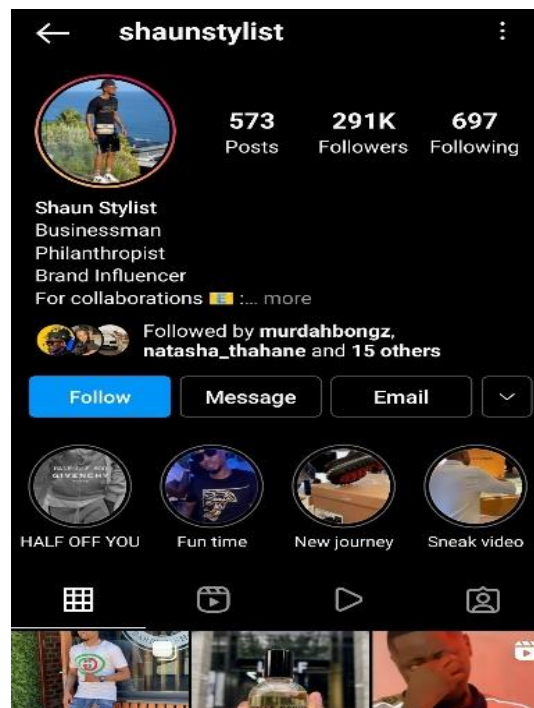 shaunstylist
573 291K 697
Posts Followers Following
Shaun Stylist
Businessman
Philanthropist
Brand Influencer
For collaborations 📧 :... more
Followed by murdahbongz,
natasha_thahane and 15 others
Follow Message Email
GIVENCHY
HALF OFF YOU Fun time New journey Sneak video